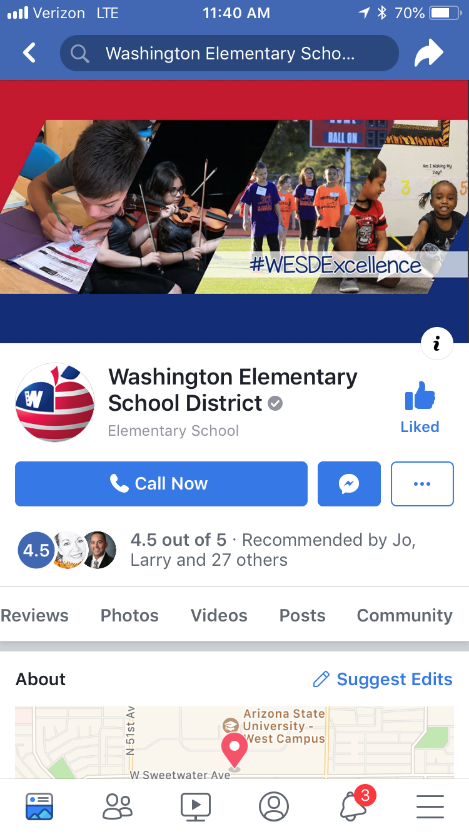 Verizon LTE 11:40 AM 70%
Washington Elementary Scho...
BALL ON
#WESDExcellence
Washington Elementary
School District
Elementary School
W
Liked
Call Now
4.5
4.5 out of 5 · Recommended by Jo,
Larry and 27 others
Reviews Photos Videos Posts Community
About
Suggest Edits
N 51st Av
Arizona State
University -
West Campus
W Sweetwater Ave
3